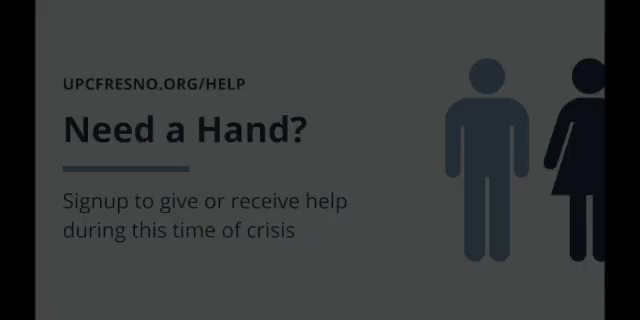 UPCFRESNO.ORG/HELP
Need a Hand?
Signup to give or receive help
during this time of crisis